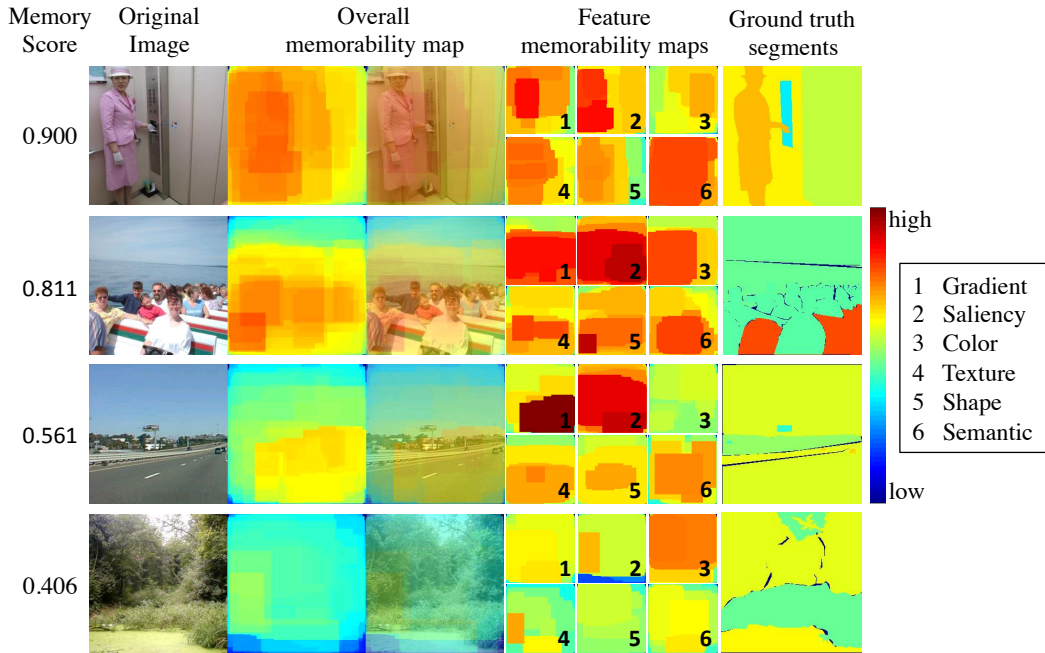 Memory Score
Original Image
Overall memorability map
Feature memorability maps
Ground truth segments
0.900
1 2 3
4 5 6
0.811
1 2 3
4 5 6
0.561
1 2 3
4 5 6
0.406
1 2 3
4 5 6
high
low
1 Gradient
2 Saliency
3 Color
4 Texture
5 Shape
6 Semantic